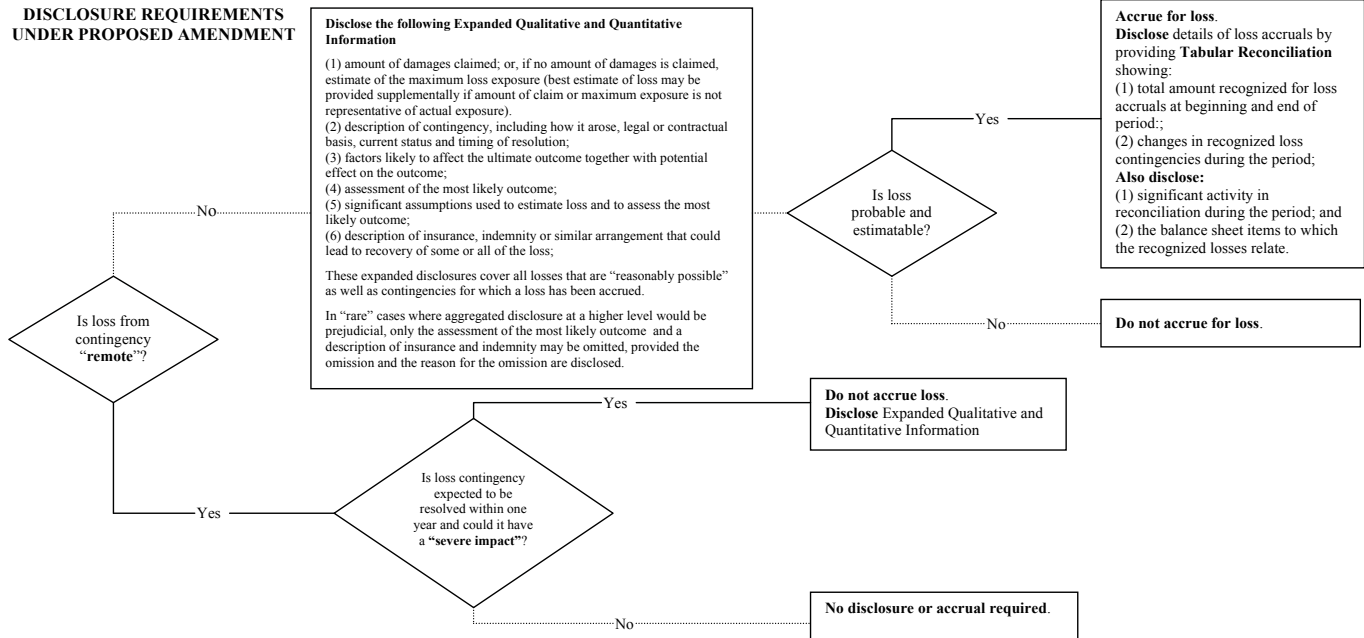 DISCLOSURE REQUIREMENTS
UNDER PROPOSED AMENDMENT
Disclose the following Expanded Qualitative and Quantitative
Information
(1) amount of damages claimed; or, if no amount of damages is claimed,
estimate of the maximum loss exposure (best estimate of loss may be
provided supplementally if amount of claim or maximum exposure is not
representative of actual exposure).
(2) description of contingency, including how it arose, legal or contractual
basis, current status and timing of resolution;
(3) factors likely to affect the ultimate outcome together with potential
effect on the outcome;
(4) assessment of the most likely outcome;
(5) significant assumptions used to estimate loss and to assess the most
likely outcome;
(6) description of insurance, indemnity or similar arrangement that could
lead to recovery of some or all of the loss;
These expanded disclosures cover all losses that are “reasonably possible”
as well as contingencies for which a loss has been accrued.
In “rare” cases where aggregated disclosure at a higher level would be
prejudicial, only the assessment of the most likely outcome and a
description of insurance and indemnity may be omitted, provided the
omission and the reason for the omission are disclosed.
Accrue for loss.
Disclose details of loss accruals by
providing Tabular Reconciliation
showing:
(1) total amount recognized for loss
accruals at beginning and end of
period:;
(2) changes in recognized loss
contingencies during the period;
Also disclose:
(1) significant activity in
reconciliation during the period; and
(2) the balance sheet items to which
the recognized losses relate.
Yes
Is loss
probable and
estimatable?
No
No
Do not accrue for loss.
Is loss from
contingency
“remote”?
Yes
Do not accrue loss.
Disclose Expanded Qualitative and
Quantitative Information
Yes
Is loss contingency
expected to be
resolved within one
year and could it have
a “severe impact”?
No
No disclosure or accrual required.